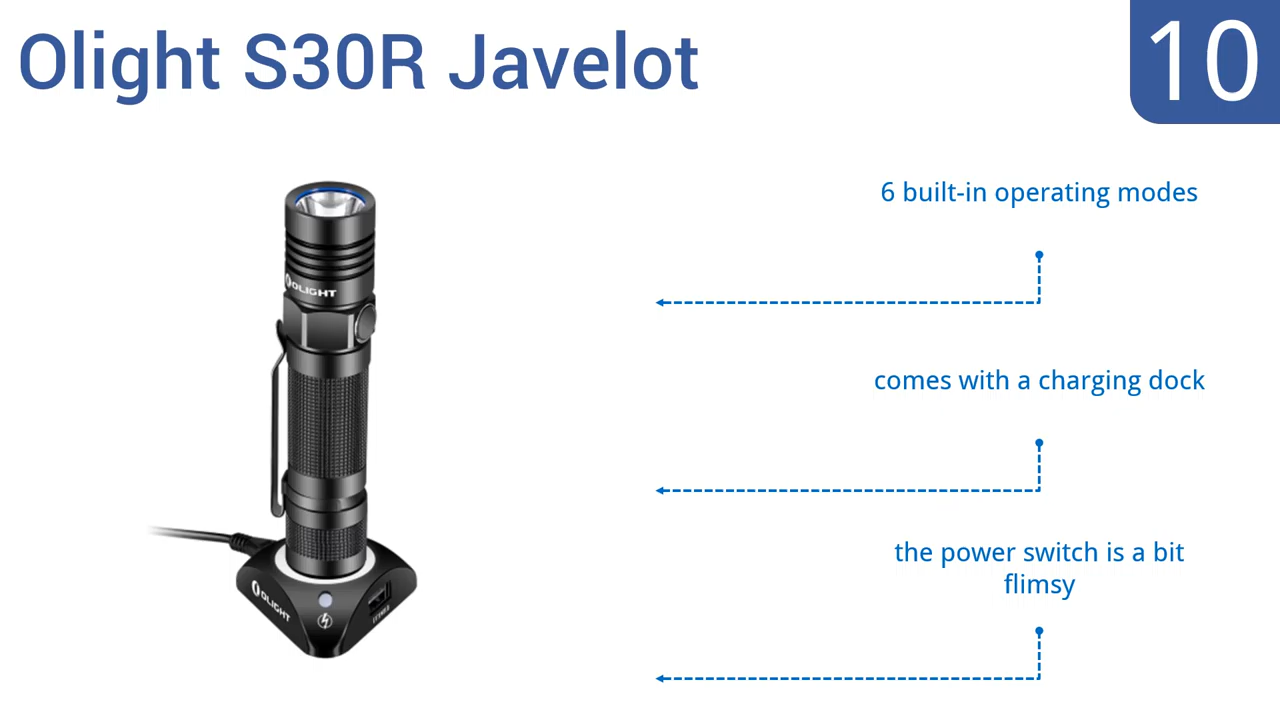 Olight S30R Javelot
10
6 built-in operating modes
OLIGHT
comes with a charging dock
the power switch is a bit
flimsy
OLIGHT